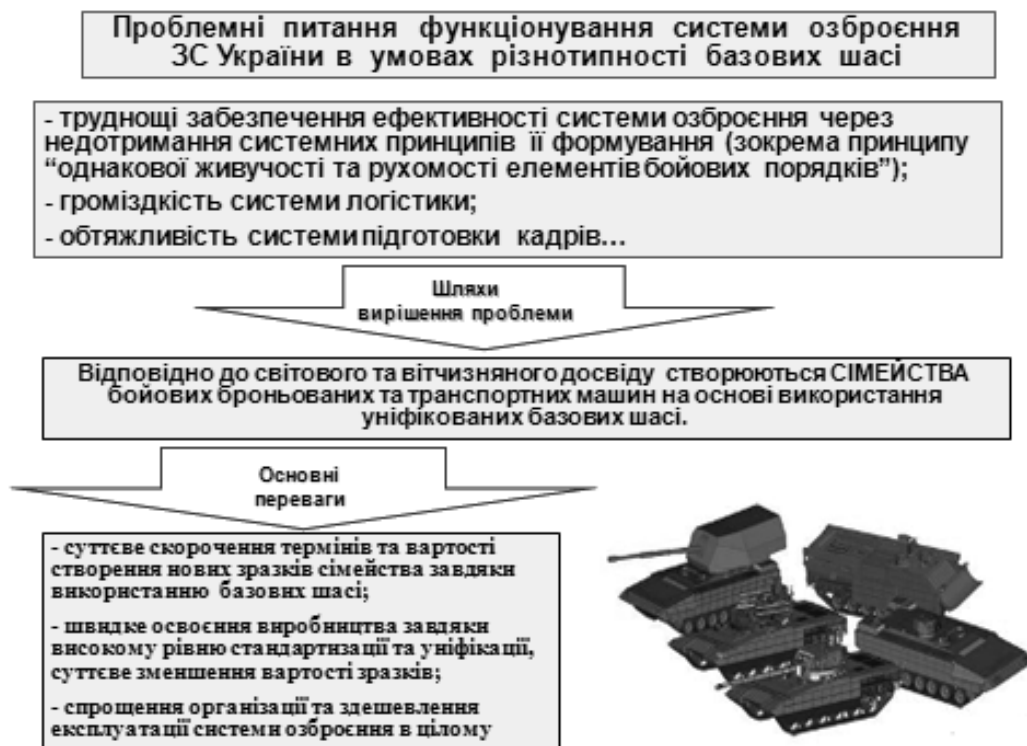 Проблемні питання функціонування системи озброєння
ЗС України в умовах різнотипності базових шасі
- труднощі забезпечення ефективності системи озброєння через
недотримання системних принципів її формування (зокрема принципу
“однакової живучості та рухомості елементів бойових порядків”);
- громіздкість системи логістики;
- обтяжливість системи підготовки кадрів...
Шляхи
вирішення проблеми
Відповідно до світового та вітчизняного досвіду створюються СІМЕЙСТВА
бойових броньованих та транспортних машин на основі використання
уніфікованих базових шасі.
Основні
переваги
- суттєве скорочення термінів та вартості
створення нових зразків сімейства завдяки
використанню базових шасі;
- швидке освоєння виробництва завдяки
високому рівню стандартизації та уніфікації,
суттєве зменшення вартості зразків;
- спрощення організації та здешевлення
експлуатації системи озброєння в цілому